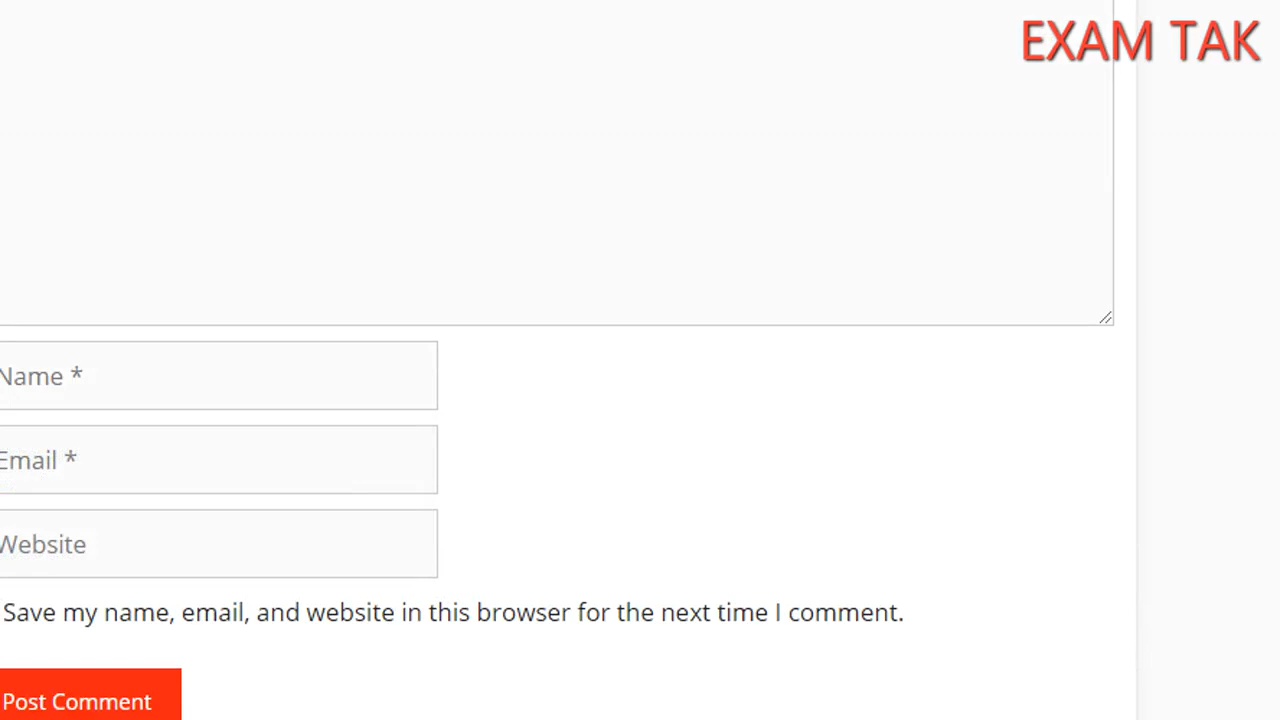 EXAM TAK
Name *
Email *
Website
Save my name, email, and website in this browser for the next time I comment.
Post Comment